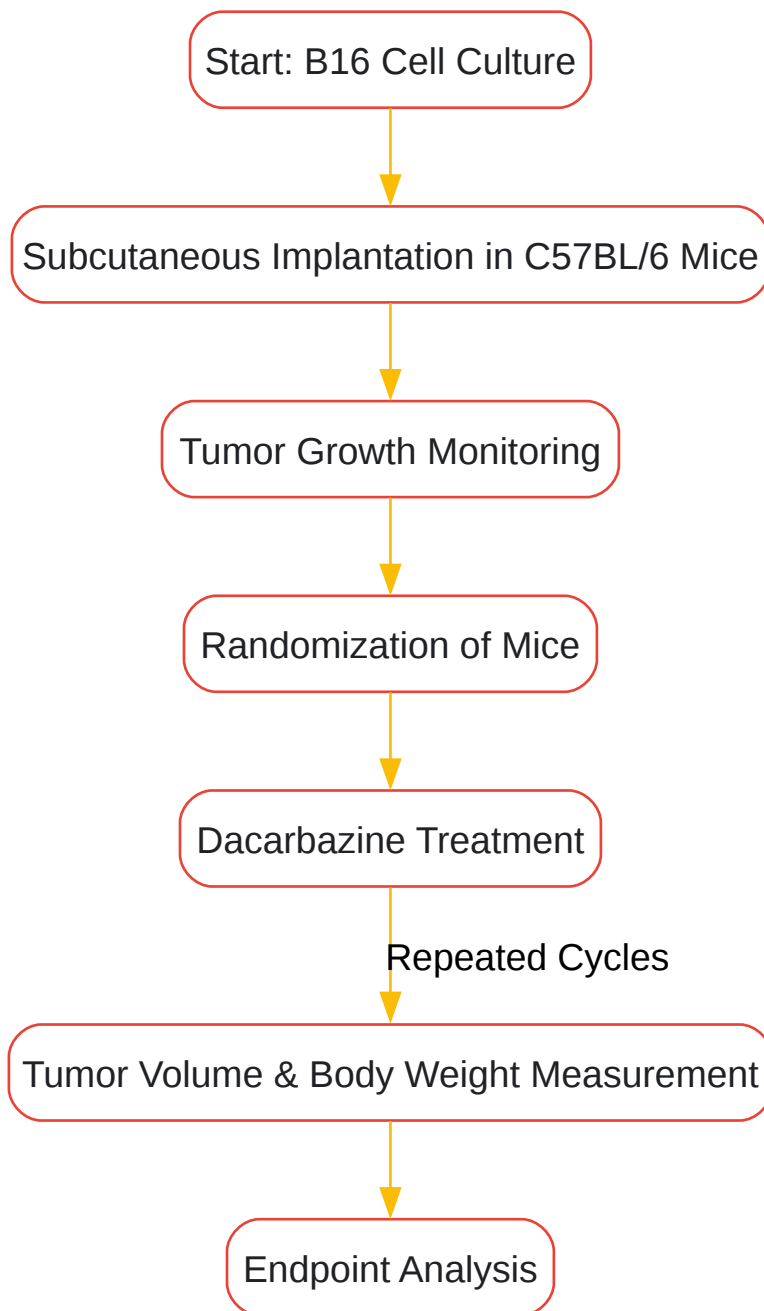 Start: B16 Cell Culture
Subcutaneous Implantation in C57BL/6 Mice
Tumor Growth Monitoring
Randomization of Mice
Dacarbazine Treatment
Repeated Cycles
Tumor Volume & Body Weight Measurement
Endpoint Analysis